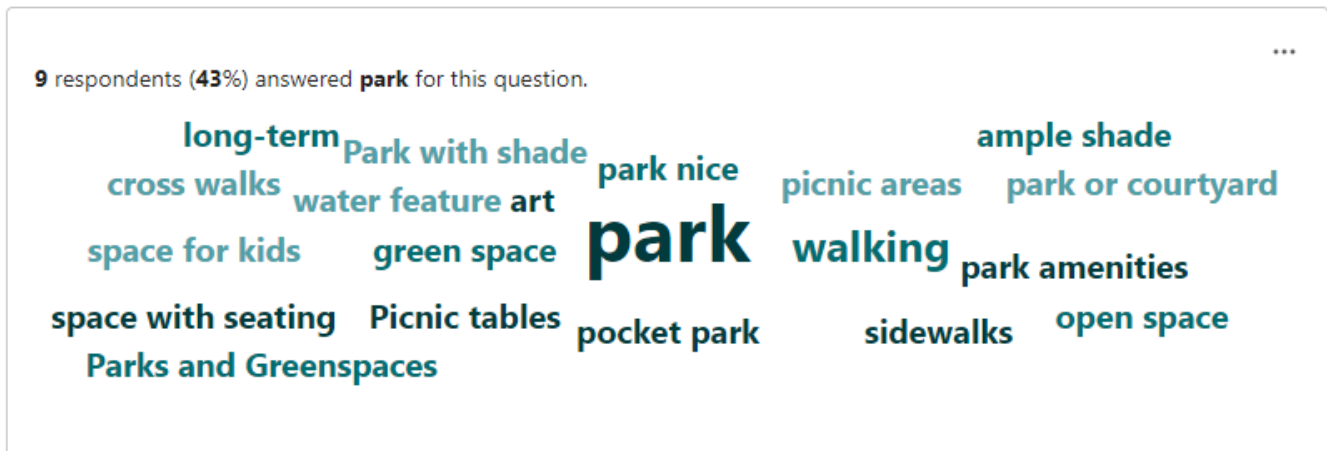 9 respondents (43%) answered park for this question.
long-term
Park with shade
park nice
ample shade
cross walks
water feature
art
picnic areas
park or courtyard
space for kids
green space
park
walking
park amenities
space with seating
Picnic tables
pocket park
sidewalks
open space
Parks and Greenspaces